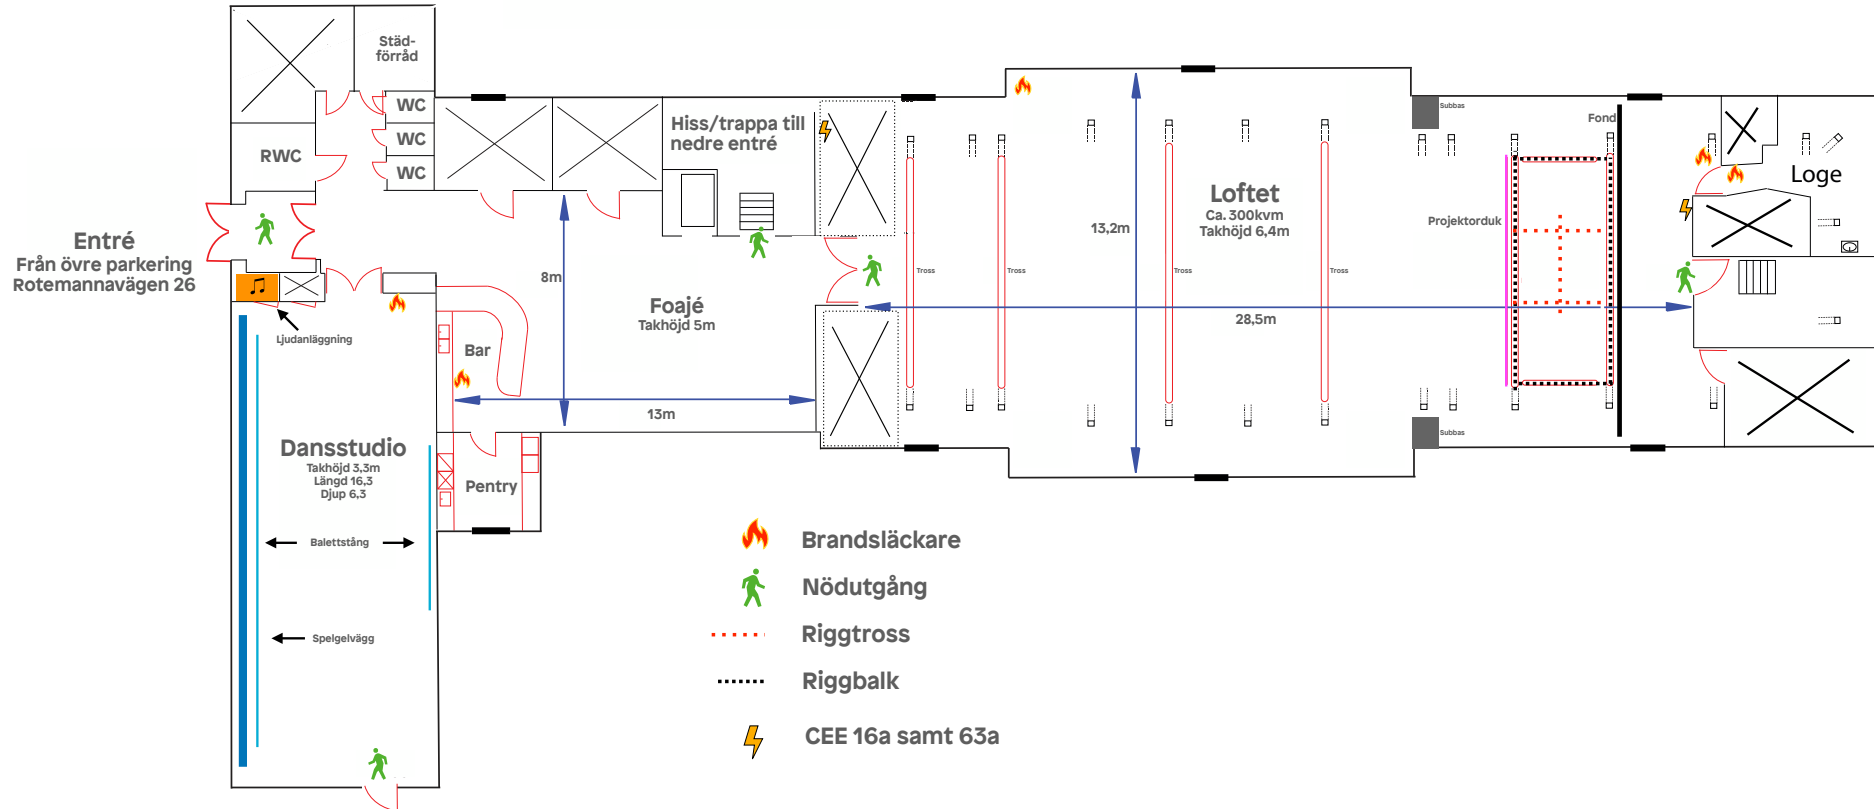 Städ-
förråd
WC
WC
WC
RWC
Hiss/trappa till
nedre entré
Entré
Från övre parkering
Rotemannavägen 26
Ljudanläggning
Bar
8m
13m
Foajé
Takhöjd 5m
Dansstudio
Takhöjd 3,3m
Längd 16,3
Djup 6,3
Balettstång
Spelgelvägg
Pentry
Tross
Tross
Tross
Tross
13,2m
28,5m
Loftet
Ca. 300kvm
Takhöjd 6,4m
Subbas
Subbas
Projektorduk
Fond
Loge
Brandsläckare
Nödutgång
Riggtross
Riggbalk
CEE 16a samt 63a